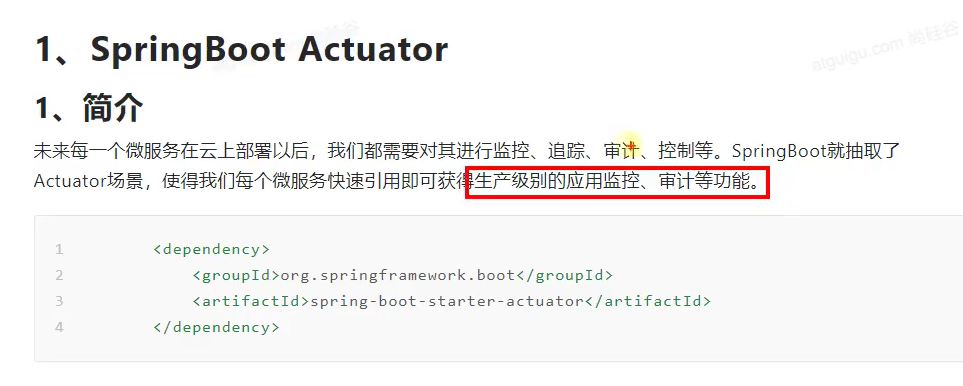 1、SpringBoot Actuator
atguigu.com 尚硅谷
1、简介
未来每一个微服务在云上部署以后，我们都需要对其进行监控、追踪、审计、控制等。SpringBoot就抽取了
Actuator场景，使得我们每个微服务快速引用即可获得生产级别的应用监控、审计等功能。
1 <dependency>
2 <groupId>org.springframework.boot</groupId>
3 <artifactId>spring-boot-starter-actuator</artifactId>
4 </dependency>